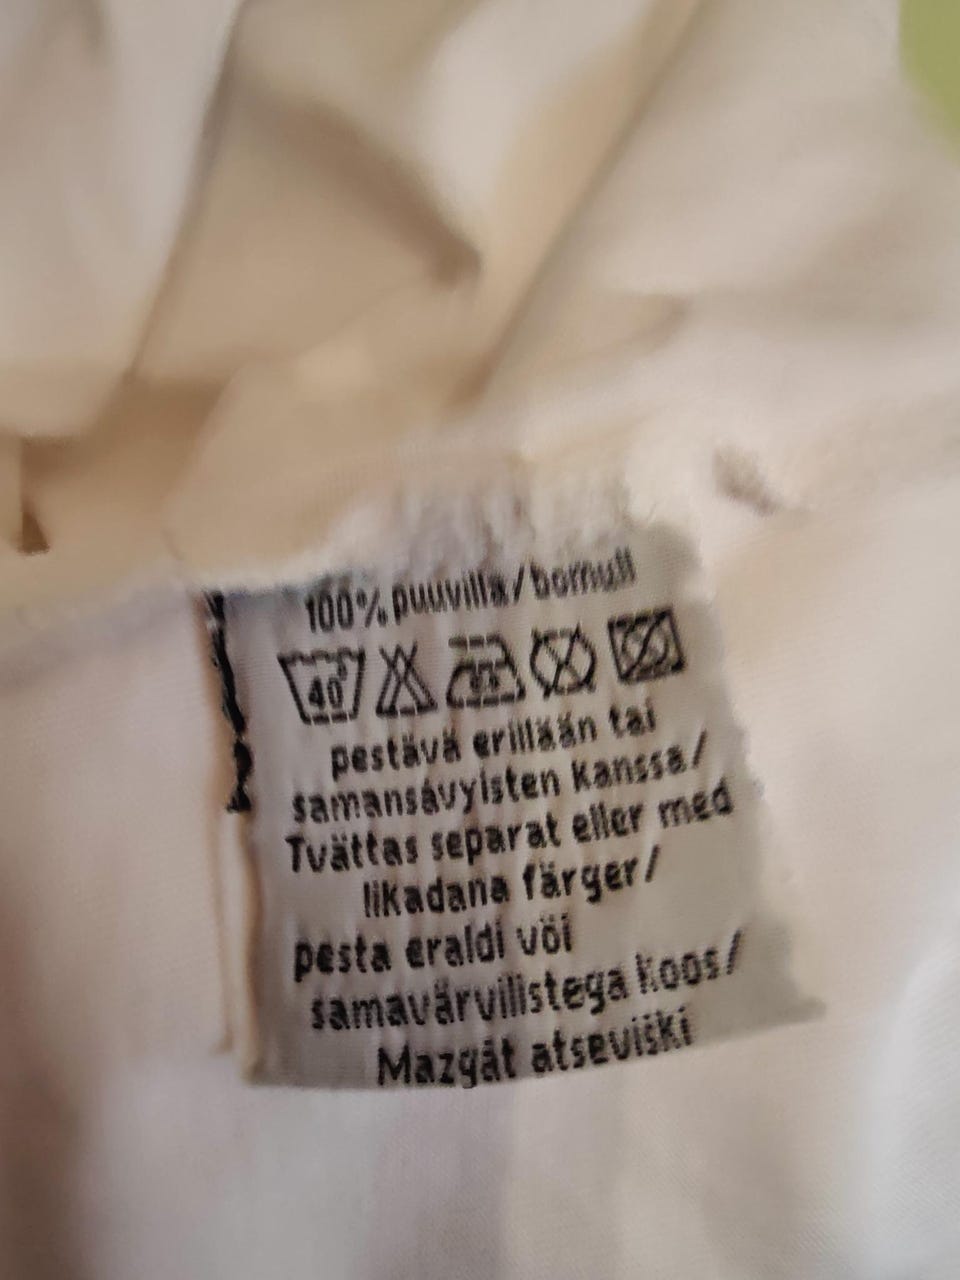 100% puuvilla/bomull
40°
pestävä erillään tai
samansävyisten kanssa/
Tvättas separat eller med
likadana färger/
pesta eraldi või
samavärvilistega koos/
Mazgāt atsevišķi